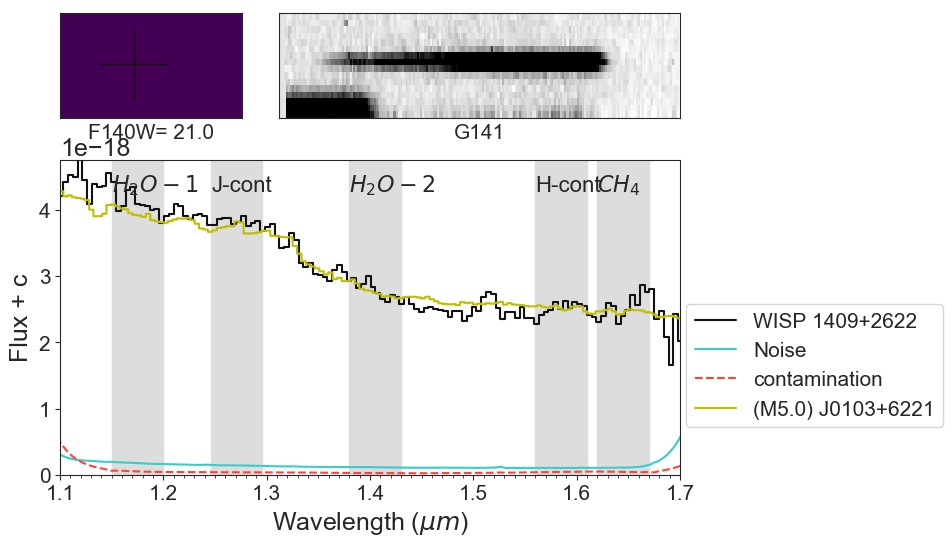 F140W= 21.0
G141
1e−18
H₂O − 1
J-cont
H₂O − 2
H-cont
CH₄
4
3
2
1
0
Flux + c
1.1
1.2
1.3
1.4
1.5
1.6
1.7
Wavelength (μm)
WISP 1409+2622
Noise
contamination
(M5.0) J0103+6221